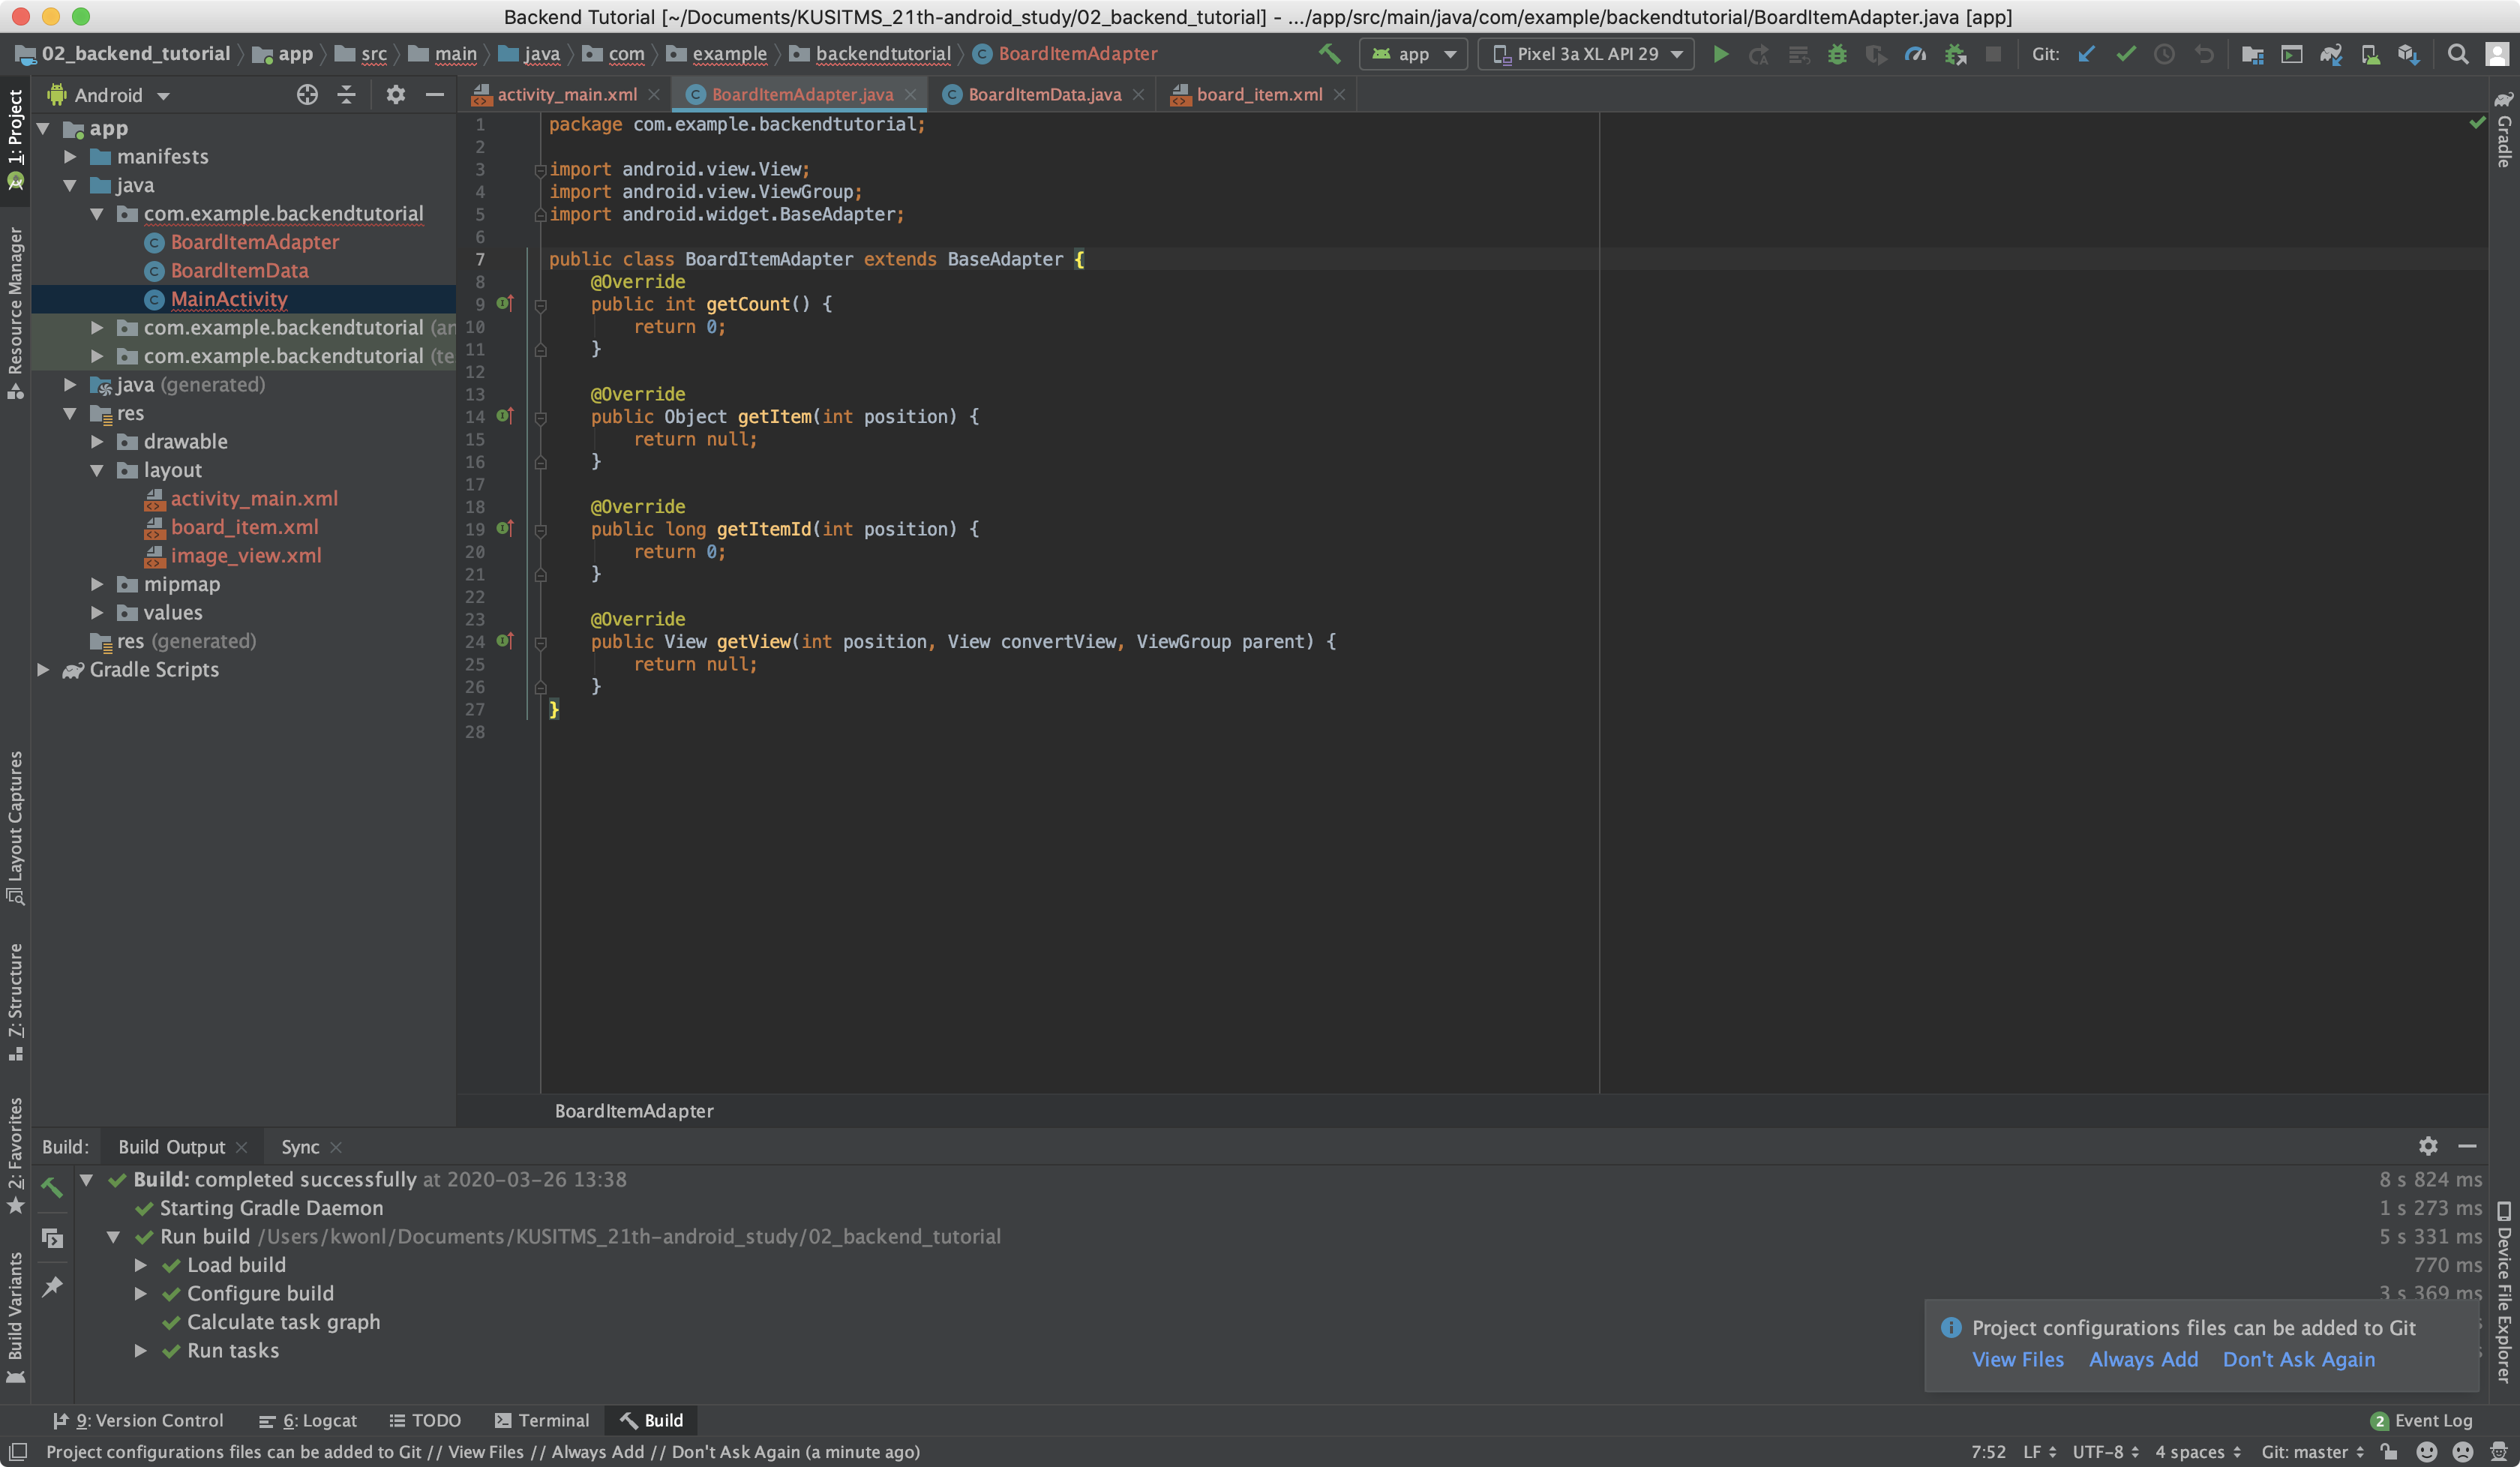 Backend Tutorial [~/Documents/KUSITMS_21th-android_study/02_backend_tutorial] - .../app/src/main/java/com/example/backendtutorial/BoardItemAdapter.java [app]
02_backend_tutorial app src main java com example backendtutorial BoardItemAdapter app Pixel 3a XL API 29 Git:
Android
activity_main.xml BoardItemAdapter.java BoardItemData.java board_item.xml
1: Project
Resource Manager
Layout Captures
7: Structure
2: Favorites
Build Variants
app
manifests
java
com.example.backendtutorial
BoardItemAdapter
BoardItemData
MainActivity
com.example.backendtutorial (an
com.example.backendtutorial (te
java (generated)
res
drawable
layout
activity_main.xml
board_item.xml
image_view.xml
mipmap
values
res (generated)
Gradle Scripts
1 package com.example.backendtutorial;
2
3 import android.view.View;
4 import android.view.ViewGroup;
5 import android.widget.BaseAdapter;
6
7 public class BoardItemAdapter extends BaseAdapter {
8 @Override
9 public int getCount() {
10 return 0;
11 }
12
13 @Override
14 public Object getItem(int position) {
15 return null;
16 }
17
18 @Override
19 public long getItemId(int position) {
20 return 0;
21 }
22
23 @Override
24 public View getView(int position, View convertView, ViewGroup parent) {
25 return null;
26 }
27 }
28
BoardItemAdapter
Gradle
Device File Explorer
Build: Build Output Sync
Build: completed successfully at 2020-03-26 13:38 8 s 824 ms
Starting Gradle Daemon 1 s 273 ms
Run build /Users/kwonl/Documents/KUSITMS_21th-android_study/02_backend_tutorial 5 s 331 ms
Load build 770 ms
Configure build 3 s 369 ms
Calculate task graph
Run tasks
Project configurations files can be added to Git
View Files Always Add Don't Ask Again
9: Version Control 6: Logcat TODO Terminal Build 2 Event Log
Project configurations files can be added to Git // View Files // Always Add // Don't Ask Again (a minute ago) 7:52 LF UTF-8 4 spaces Git: master